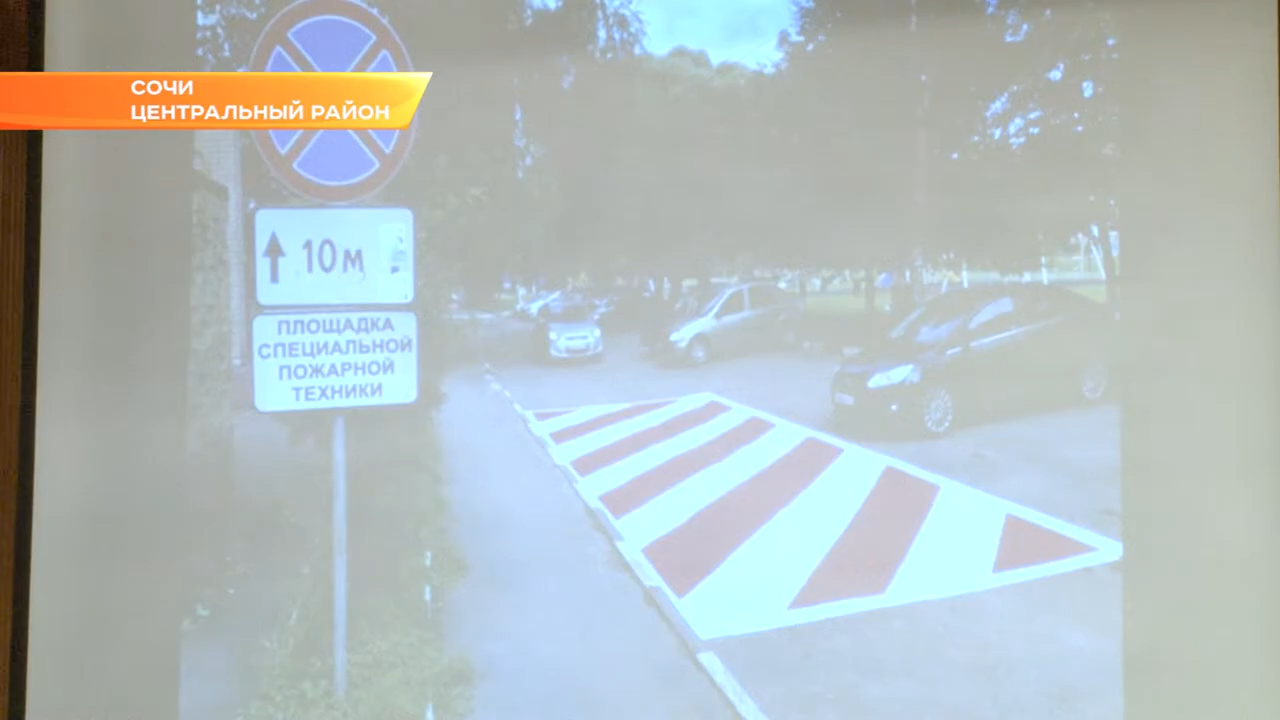 СОЧИ
ЦЕНТРАЛЬНЫЙ РАЙОН
10 м
ПЛОЩАДКА
СПЕЦИАЛЬНОЙ
ПОЖАРНОЙ
ТЕХНИКИ